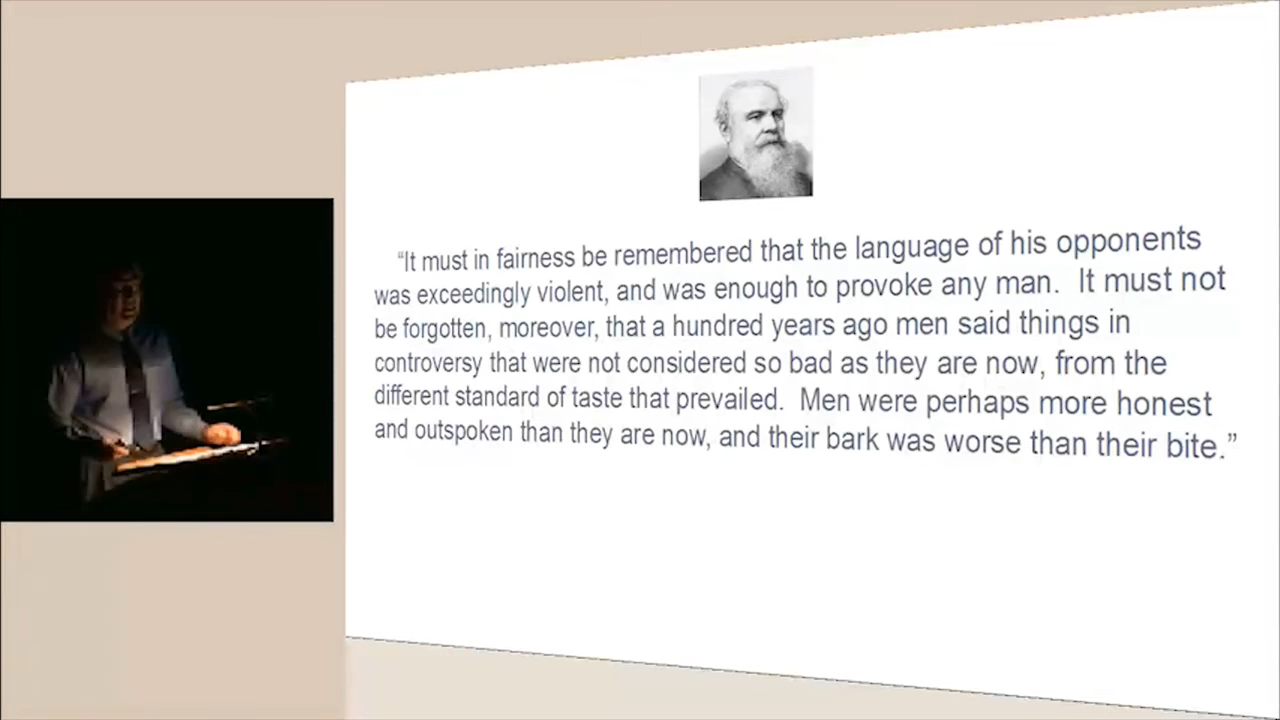 “It must in fairness be remembered that the language of his opponents
was exceedingly violent, and was enough to provoke any man.  It must not
be forgotten, moreover, that a hundred years ago men said things in
controversy that were not considered so bad as they are now, from the
different standard of taste that prevailed.  Men were perhaps more honest
and outspoken than they are now, and their bark was worse than their bite.”